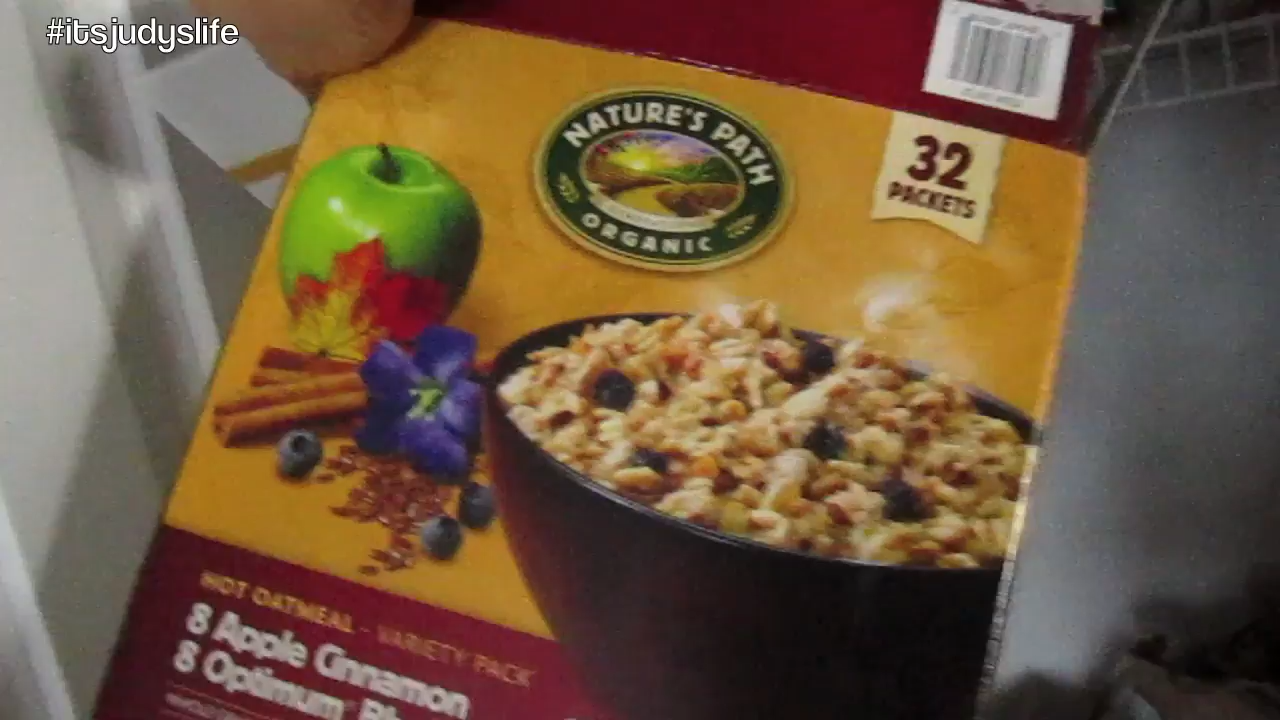 #itsjudyslife
NATURE'S PATH
ORGANIC
32
PACKETS
HOT OATMEAL - VARIETY PACK
8 Apple Cinnamon
8 Optimum